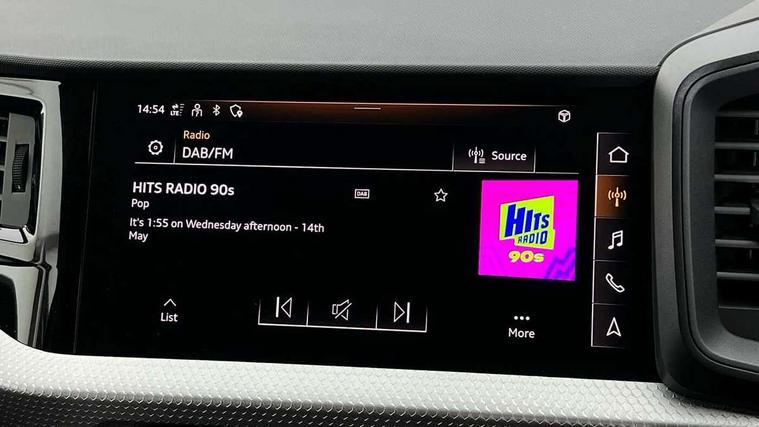 14:54 LTE
Radio
DAB/FM
Source
HITS RADIO 90s
DAB
Pop
It's 1:55 on Wednesday afternoon - 14th
May
HITS
RADIO
90s
List
More